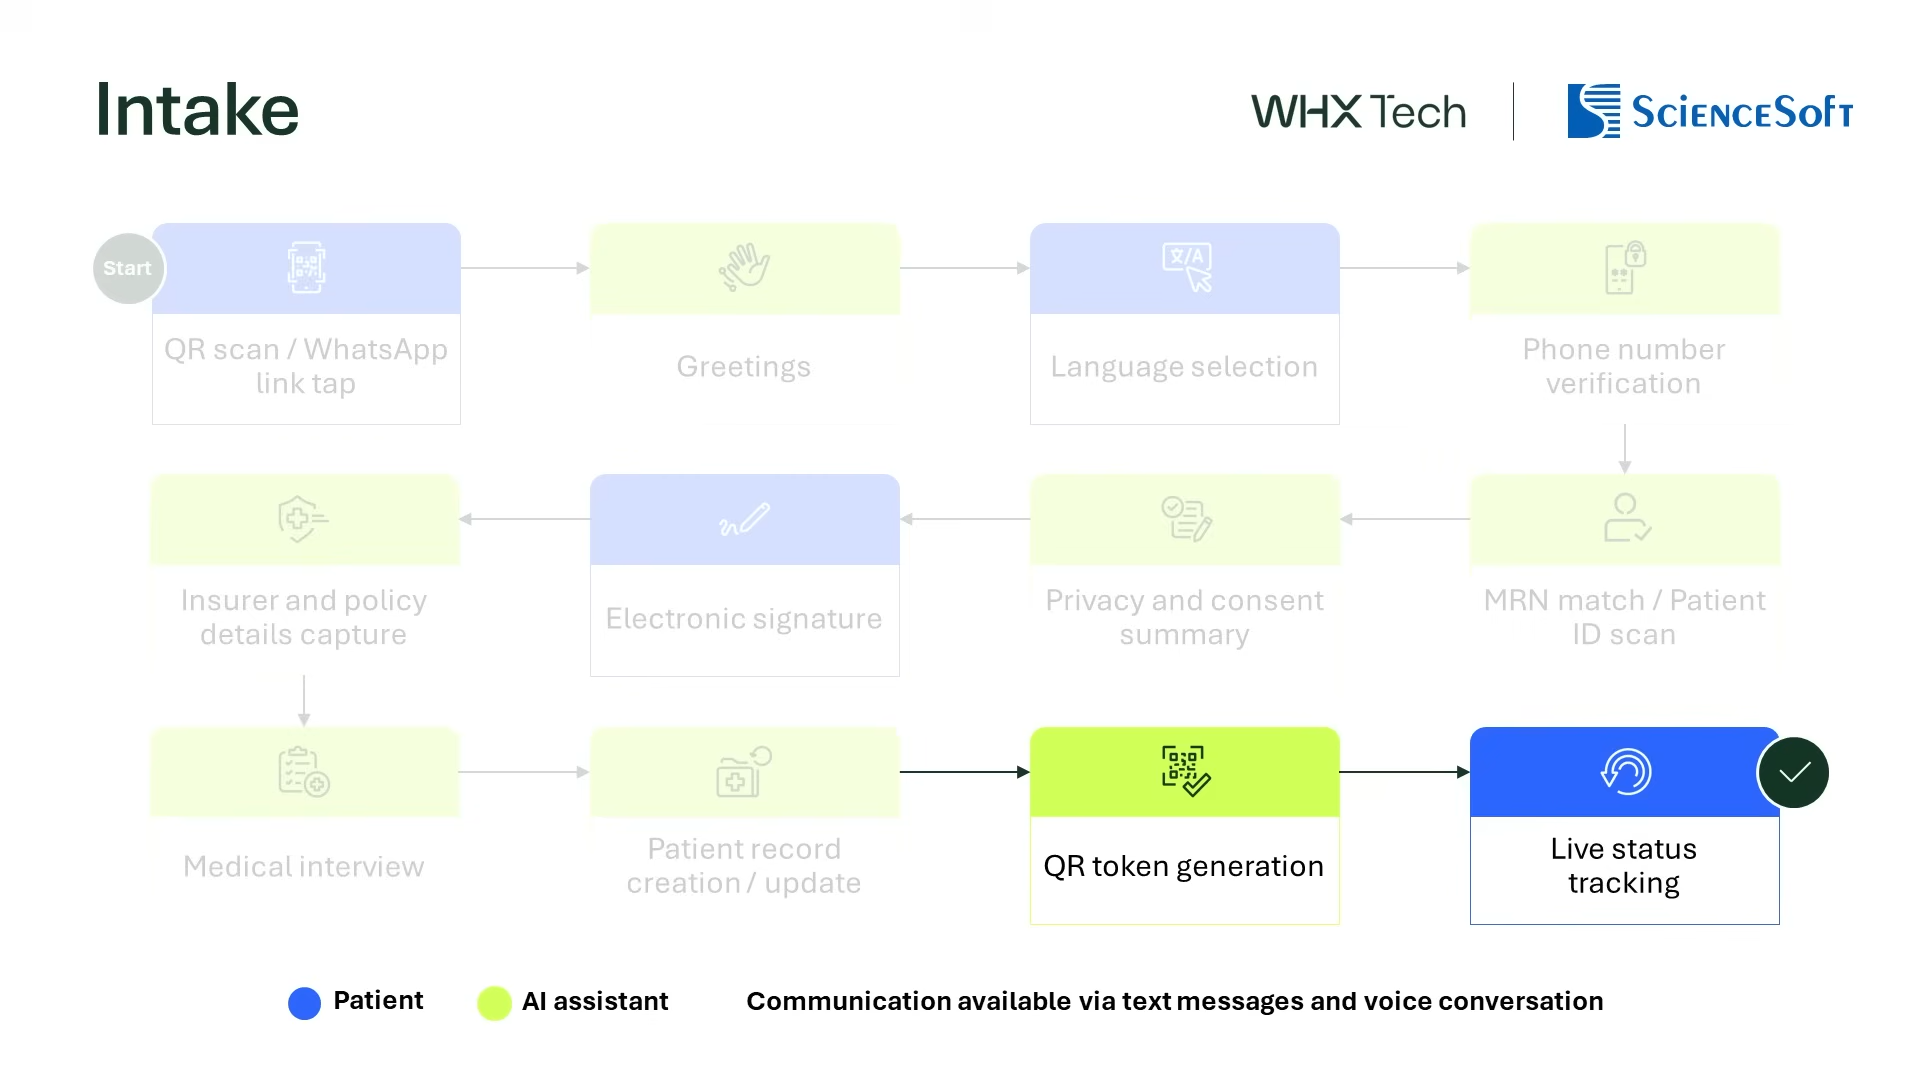 Intake
WHX Tech
ScienceSoft
Start
QR scan / WhatsApp
link tap
Greetings
文/A
Language selection
Phone number
verification
Insurer and policy
details capture
Electronic signature
Privacy and consent
summary
MRN match / Patient
ID scan
Medical interview
Patient record
creation / update
QR token generation
Live status
tracking
Patient
AI assistant
Communication available via text messages and voice conversation